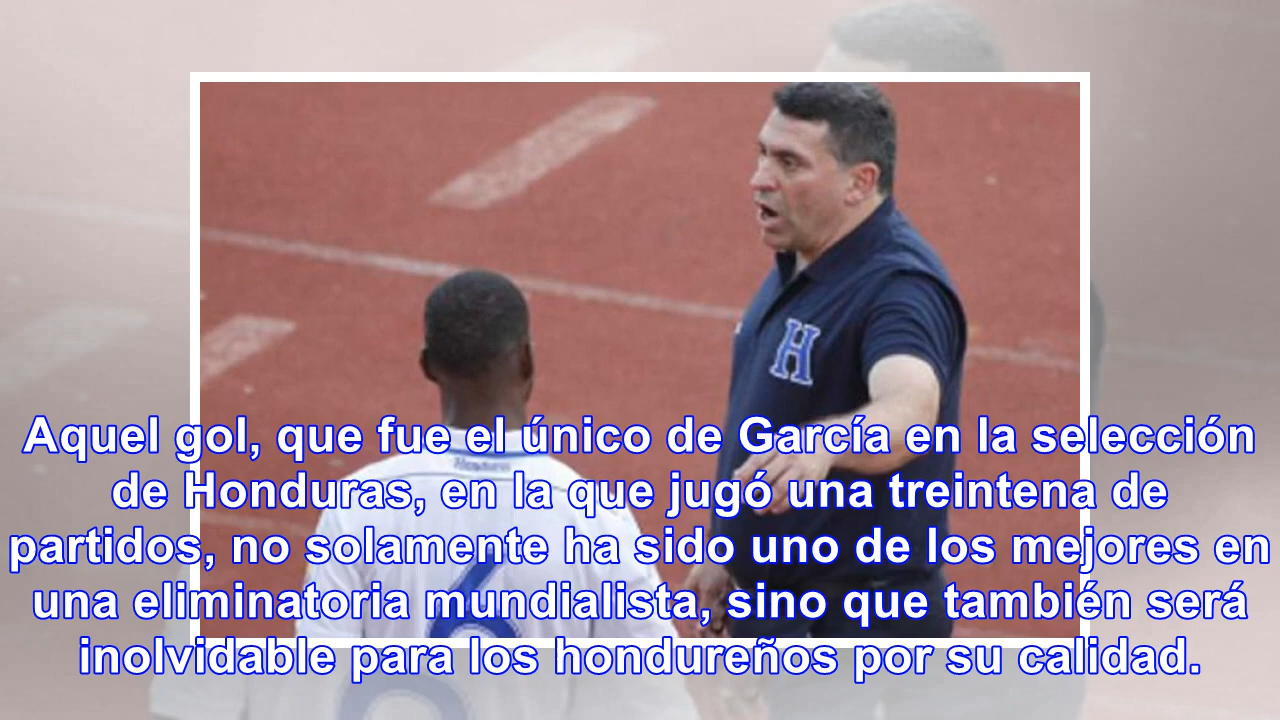 H
Honduras
6
Aquel gol, que fue el único de García en la selección
de Honduras, en la que jugó una treintena de
partidos, no solamente ha sido uno de los mejores en
una eliminatoria mundialista, sino que también será
inolvidable para los hondureños por su calidad.